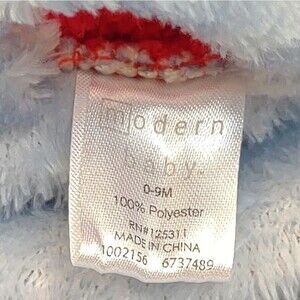 modern
baby.
0-9M
100% Polyester
RN#125311
MADE IN CHINA
1002156 6737489